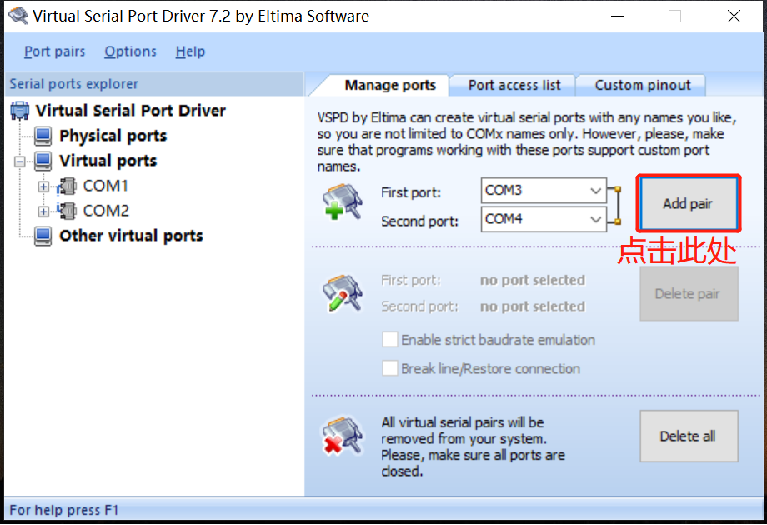 Virtual Serial Port Driver 7.2 by Eltima Software
Port pairs Options Help
Serial ports explorer
Virtual Serial Port Driver
Physical ports
Virtual ports
COM1
COM2
Other virtual ports
Manage ports Port access list Custom pinout
VSPD by Eltima can create virtual serial ports with any names you like,
so you are not limited to COMx names only. However, please, make
sure that programs working with these ports support custom port
names.
First port: COM3
Second port: COM4
Add pair
点击此处
First port: no port selected
Second port: no port selected
Delete pair
Enable strict baudrate emulation
Break line/Restore connection
All virtual serial pairs will be
removed from your system.
Please, make sure all ports are
closed.
Delete all
For help press F1